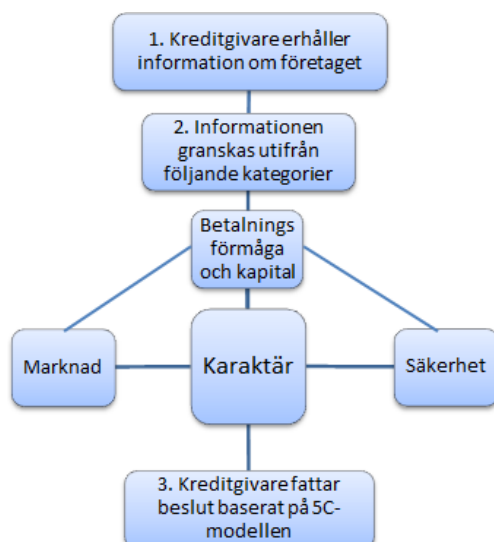 1. Kreditgivare erhåller
information om företaget
2. Informationen
granskas utifrån
följande kategorier
Betalnings
förmåga
och kapital
Marknad
Karaktär
Säkerhet
3. Kreditgivare fattar
beslut baserat på 5C-
modellen